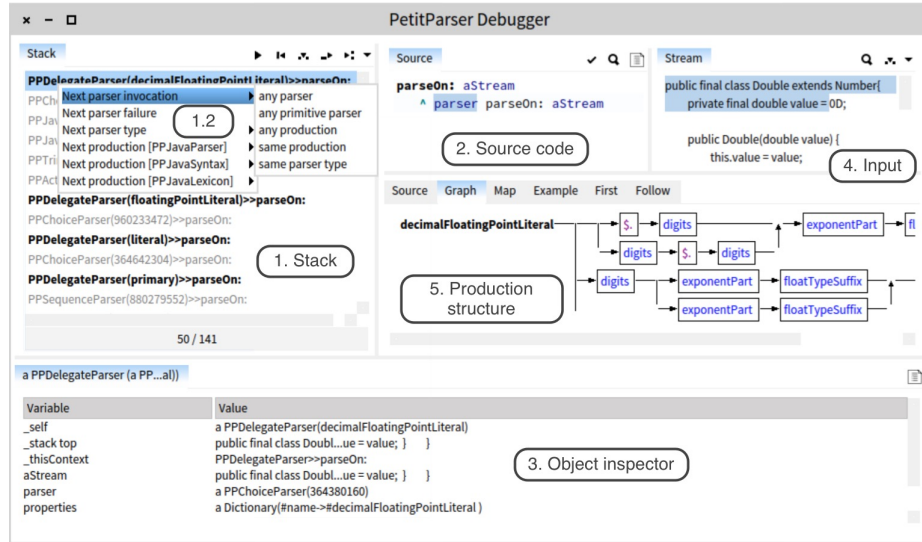 PetitParser Debugger
Stack
PPDelegateParser(decimalFloatingPointLiteral)>>parseOn:
Next parser invocation
Next parser failure
Next parser type
Next production [PPJavaParser]
Next production [PPJavaSyntax]
Next production [PPJavaLexicon]
any parser
any primitive parser
any production
same production
same parser type
1.2
PPDelegateParser(floatingPointLiteral)>>parseOn:
PPChoiceParser(960233472)>>parseOn:
PPDelegateParser(literal)>>parseOn:
PPChoiceParser(364642304)>>parseOn:
PPDelegateParser(primary)>>parseOn:
PPSequenceParser(880279552)>>parseOn:
1. Stack
50 / 141
Source
parseOn: aStream
^ parser parseOn: aStream
2. Source code
Stream
public final class Double extends Number{
private final double value = 0D;
public Double(double value) {
this.value = value;
4. Input
Source Graph Map Example First Follow
decimalFloatingPointLiteral $. digits exponentPart fl
digits $. digits
digits exponentPart floatTypeSuffix
exponentPart floatTypeSuffix
5. Production
structure
a PPDelegateParser (a PP...al))
Variable Value
_self a PPDelegateParser(decimalFloatingPointLiteral)
_stack top public final class Doubl...ue = value; } }
_thisContext PPDelegateParser>>parseOn:
aStream public final class Doubl...ue = value; } }
parser a PPChoiceParser(364380160)
properties a Dictionary(#name->#decimalFloatingPointLiteral )
3. Object inspector